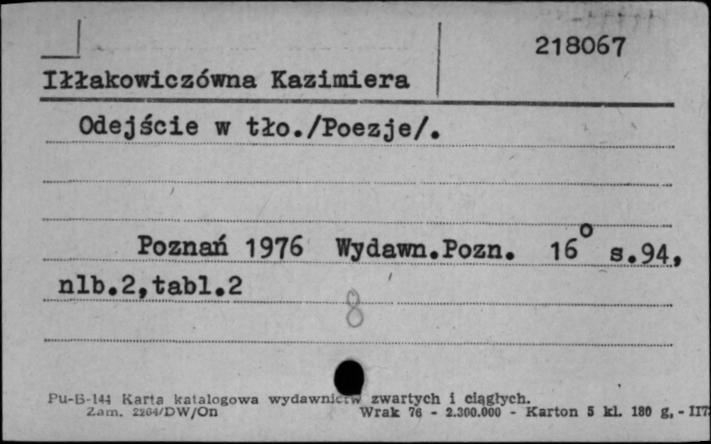 218067
Iłłakowiczówna Kazimiera
Odejście w tło./Poezje/.
Poznań 1976 Wydawn.Pozn. 16° s.94,
nlb.2,tabl.2
8
Pu-B-144 Karta katalogowa wydawnictw zwartych i ciągłych.
Zam. 2264/DW/On Wrak 76 - 2.300.000 - Karton 5 kl. 180 g. -